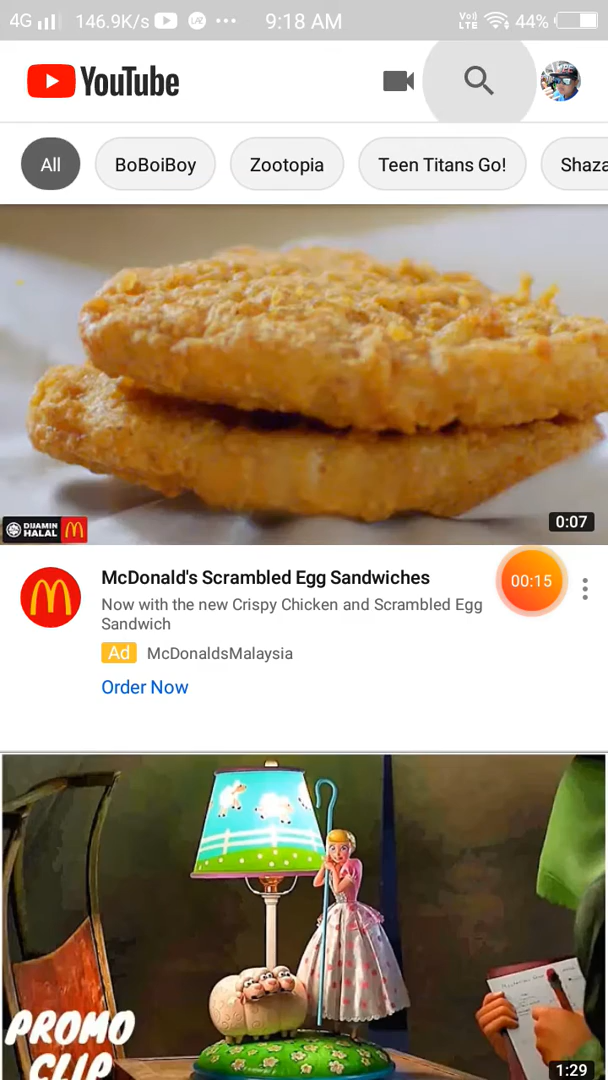 4G 146.9K/s 9:18 AM Vo) LTE 44%
YouTube
All BoBoiBoy Zootopia Teen Titans Go! Shaza
DIJAMIN HALAL
0:07
McDonald's Scrambled Egg Sandwiches
00:15
Now with the new Crispy Chicken and Scrambled Egg
Sandwich
Ad McDonaldsMalaysia
Order Now
PROMO
CLIP
1:29